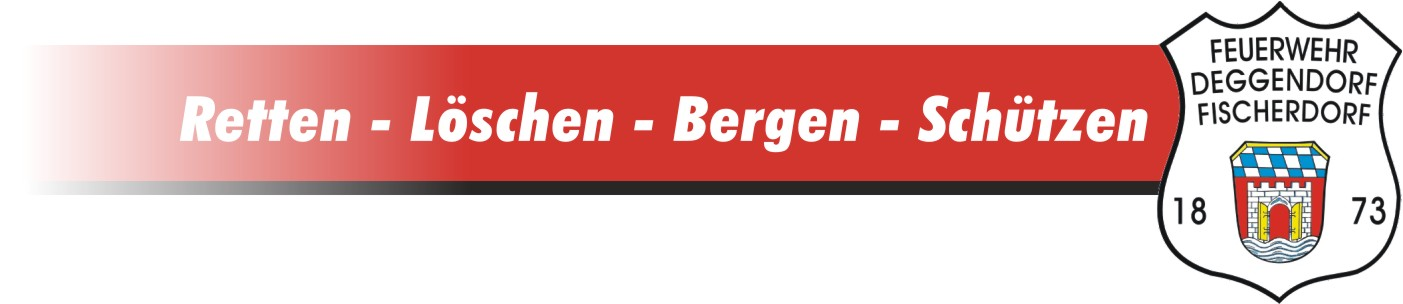 Retten - Löschen - Bergen - Schützen
FEUERWEHR
DEGGENDORF
FISCHERDORF
18 73